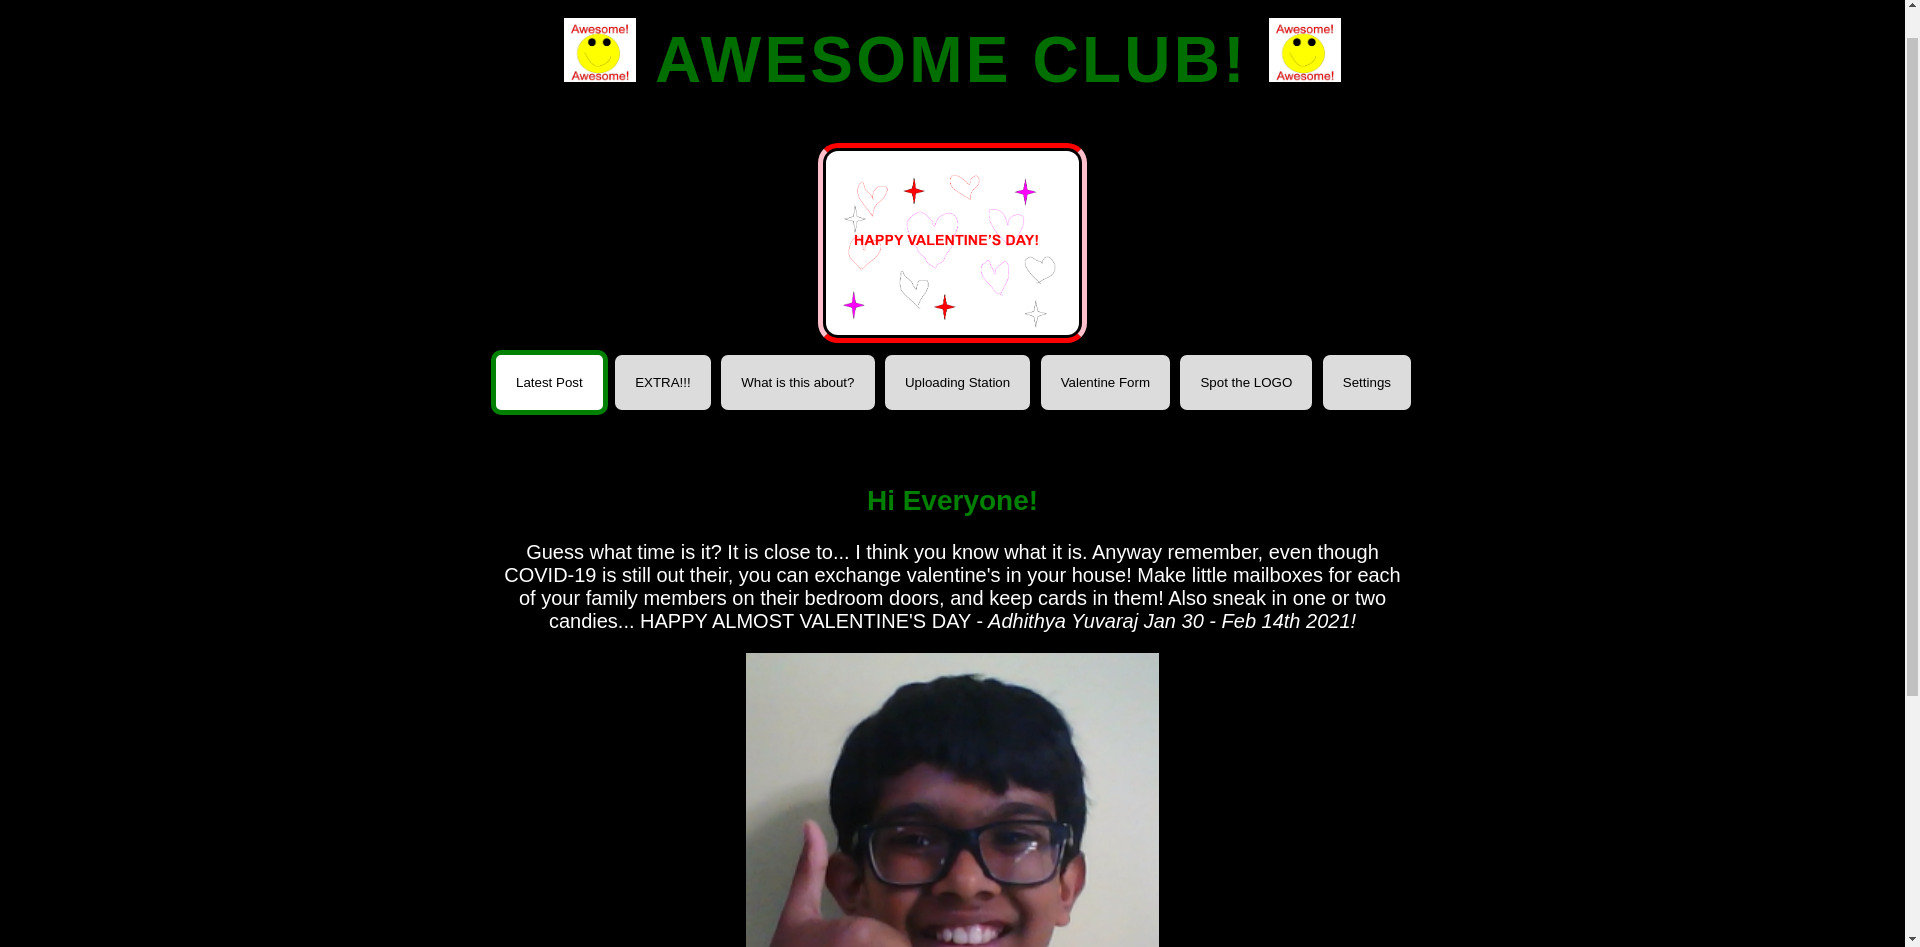 Awesome!
Awesome!
AWESOME CLUB!
Awesome!
Awesome!
HAPPY VALENTINE'S DAY!
Latest Post
EXTRA!!!
What is this about?
Uploading Station
Valentine Form
Spot the LOGO
Settings
Hi Everyone!
Guess what time is it? It is close to... I think you know what it is. Anyway remember, even though
COVID-19 is still out their, you can exchange valentine's in your house! Make little mailboxes for each
of your family members on their bedroom doors, and keep cards in them! Also sneak in one or two
candies... HAPPY ALMOST VALENTINE'S DAY - Adhithya Yuvaraj Jan 30 - Feb 14th 2021!